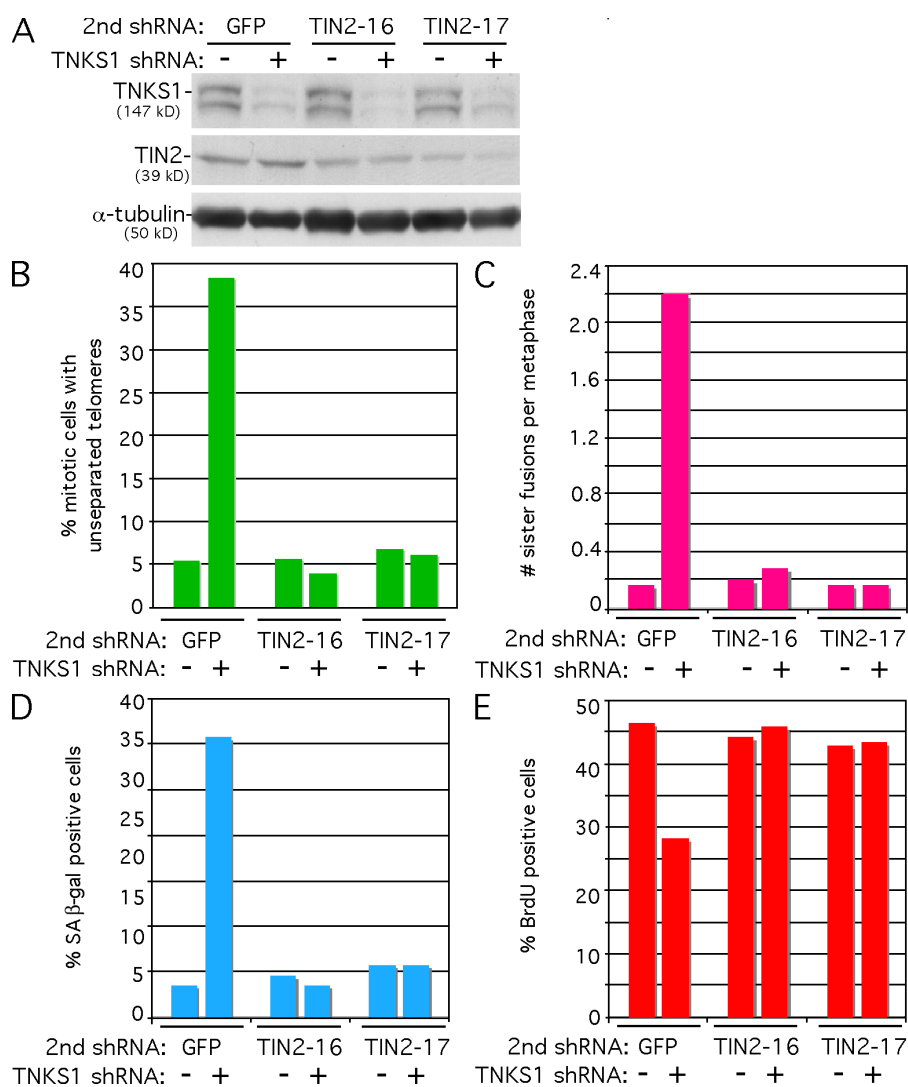 A
2nd shRNA: GFP TIN2-16 TIN2-17
TNKS1 shRNA: - + - + - +
TNKS1-
(147 kD)
TIN2-
(39 kD)
α-tubulin-
(50 kD)
B
% mitotic cells with
unseparated telomeres
40
35
30
25
20
15
10
5
0
2nd shRNA: GFP TIN2-16 TIN2-17
TNKS1 shRNA: - + - + - +
C
# sister fusions per metaphase
2.4
2.0
1.6
1.2
0.8
0.4
0
2nd shRNA: GFP TIN2-16 TIN2-17
TNKS1 shRNA: - + - + - +
D
% SA β-gal positive cells
40
35
30
25
20
15
10
5
0
2nd shRNA: GFP TIN2-16 TIN2-17
TNKS1 shRNA: - + - + - +
E
% BrdU positive cells
50
40
30
20
10
0
2nd shRNA: GFP TIN2-16 TIN2-17
TNKS1 shRNA: - + - + - +